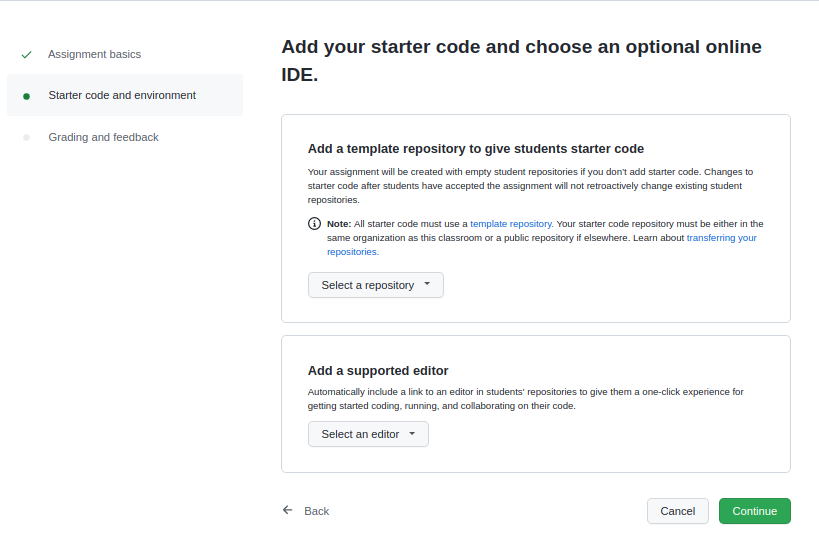 Assignment basics
Starter code and environment
Grading and feedback
Add your starter code and choose an optional online
IDE.
Add a template repository to give students starter code
Your assignment will be created with empty student repositories if you don't add starter code. Changes to
starter code after students have accepted the assignment will not retroactively change existing student
repositories.
Note: All starter code must use a template repository. Your starter code repository must be either in the
same organization as this classroom or a public repository if elsewhere. Learn about transferring your
repositories.
Select a repository
Add a supported editor
Automatically include a link to an editor in students' repositories to give them a one-click experience for
getting started coding, running, and collaborating on their code.
Select an editor
Back
Cancel
Continue